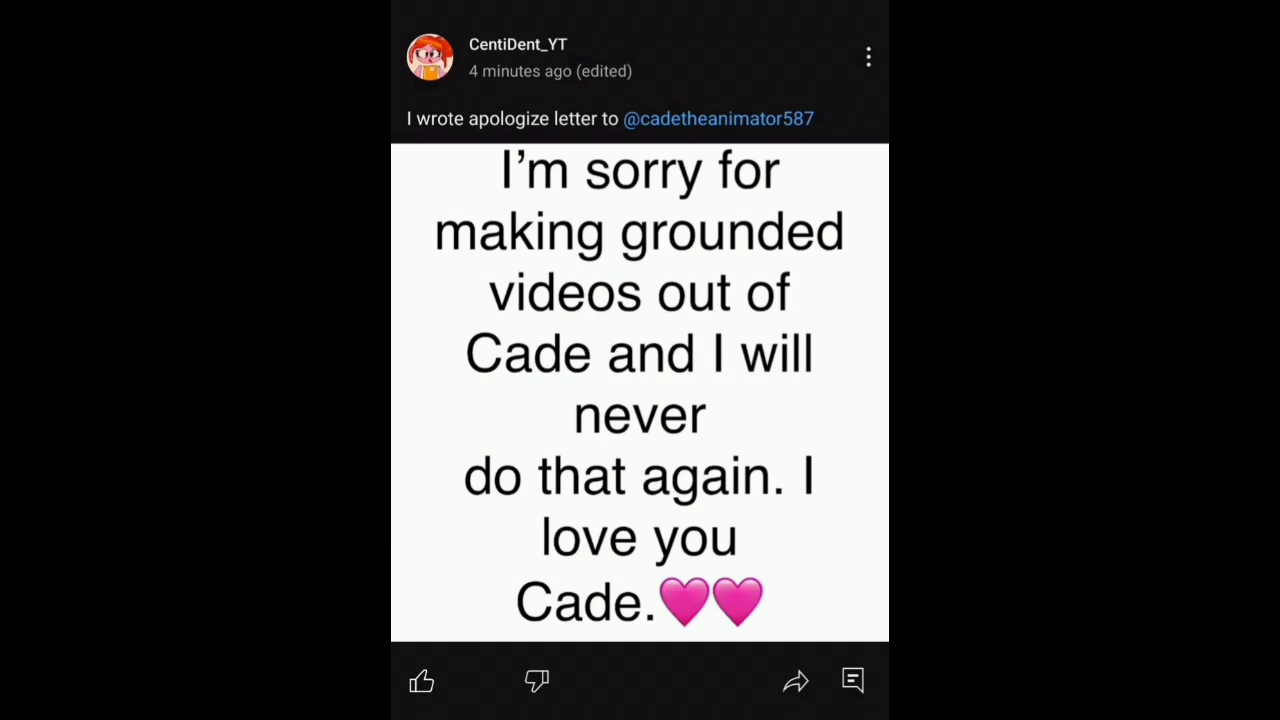 CentiDent_YT
4 minutes ago (edited)
I wrote apologize letter to @cadetheanimator587
I’m sorry for
making grounded
videos out of
Cade and I will
never
do that again. I
love you
Cade.🩷🩷